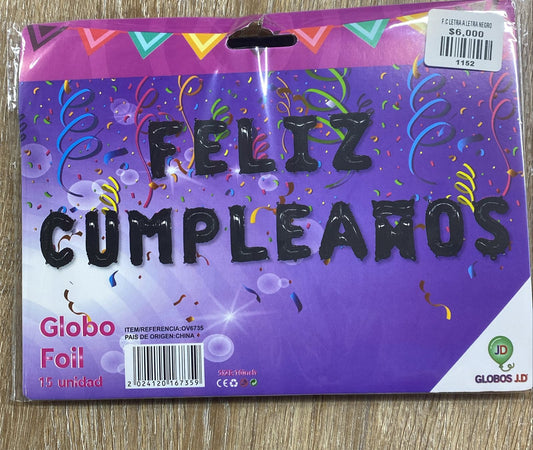 F C LETRA A LETRA NEGRO
$6,000
1152
FELIZ
CUMPLEAÑOS
Globo
Foil
15 unidad
ITEM/REFERENCIA:OV6735
PAIS DE ORIGEN:CHINA
2 024120 167359
CE
JD
GLOBOS J.D